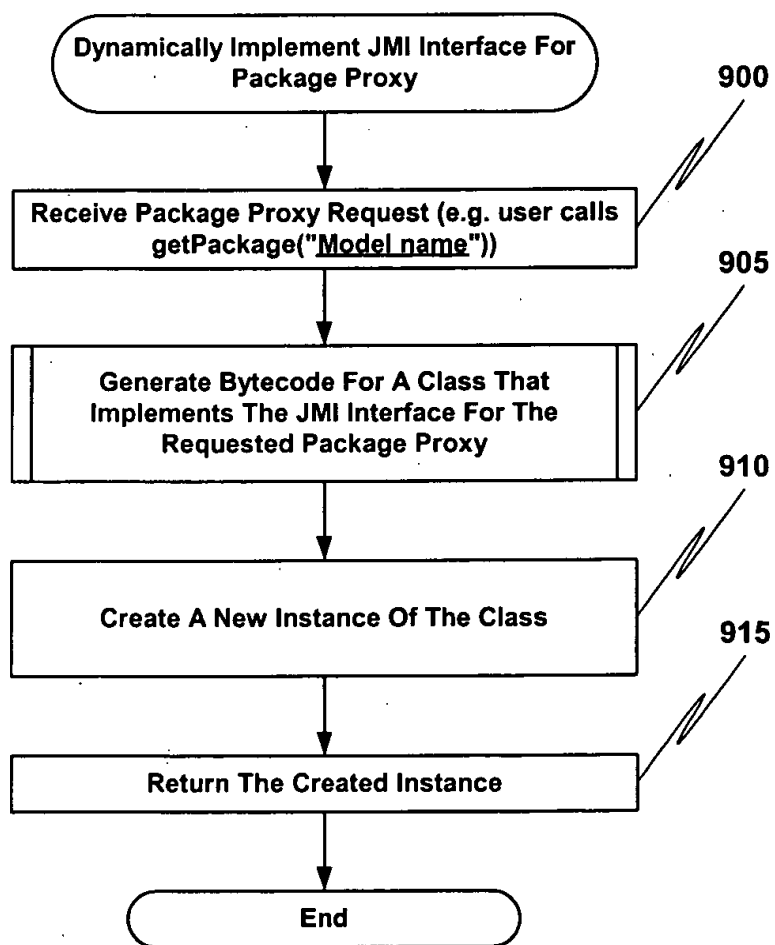 Dynamically Implement JMI Interface For
Package Proxy
900
Receive Package Proxy Request (e.g. user calls
getPackage("Model name"))
905
Generate Bytecode For A Class That
Implements The JMI Interface For The
Requested Package Proxy
910
Create A New Instance Of The Class
915
Return The Created Instance
End